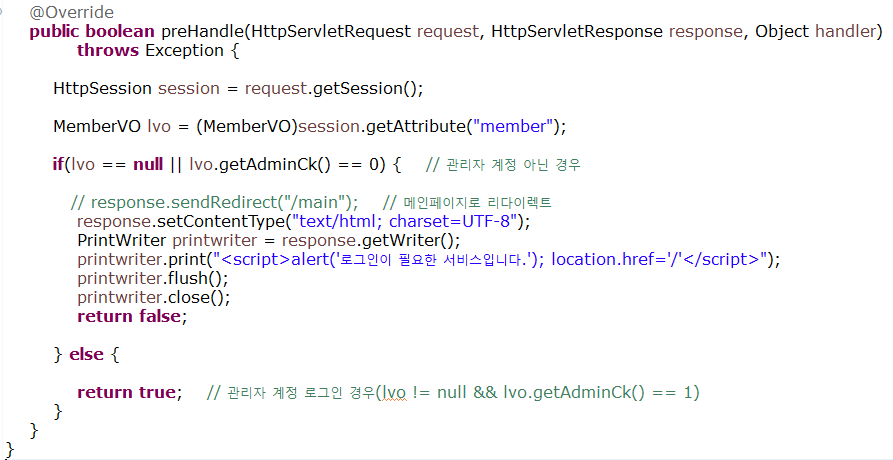 @Override
public boolean preHandle(HttpServletRequest request, HttpServletResponse response, Object handler)
throws Exception {
HttpSession session = request.getSession();
MemberVO lvo = (MemberVO)session.getAttribute("member");
if(lvo == null || lvo.getAdminCk() == 0) { // 관리자 계정 아닌 경우
// response.sendRedirect("/main"); // 메인페이지로 리다이렉트
response.setContentType("text/html; charset=UTF-8");
PrintWriter printwriter = response.getWriter();
printwriter.print("<script>alert('로그인이 필요한 서비스입니다.'); location.href='/'</script>");
printwriter.flush();
printwriter.close();
return false;
} else {
return true; // 관리자 계정 로그인 경우(lvo != null && lvo.getAdminCk() == 1)
}
}
}